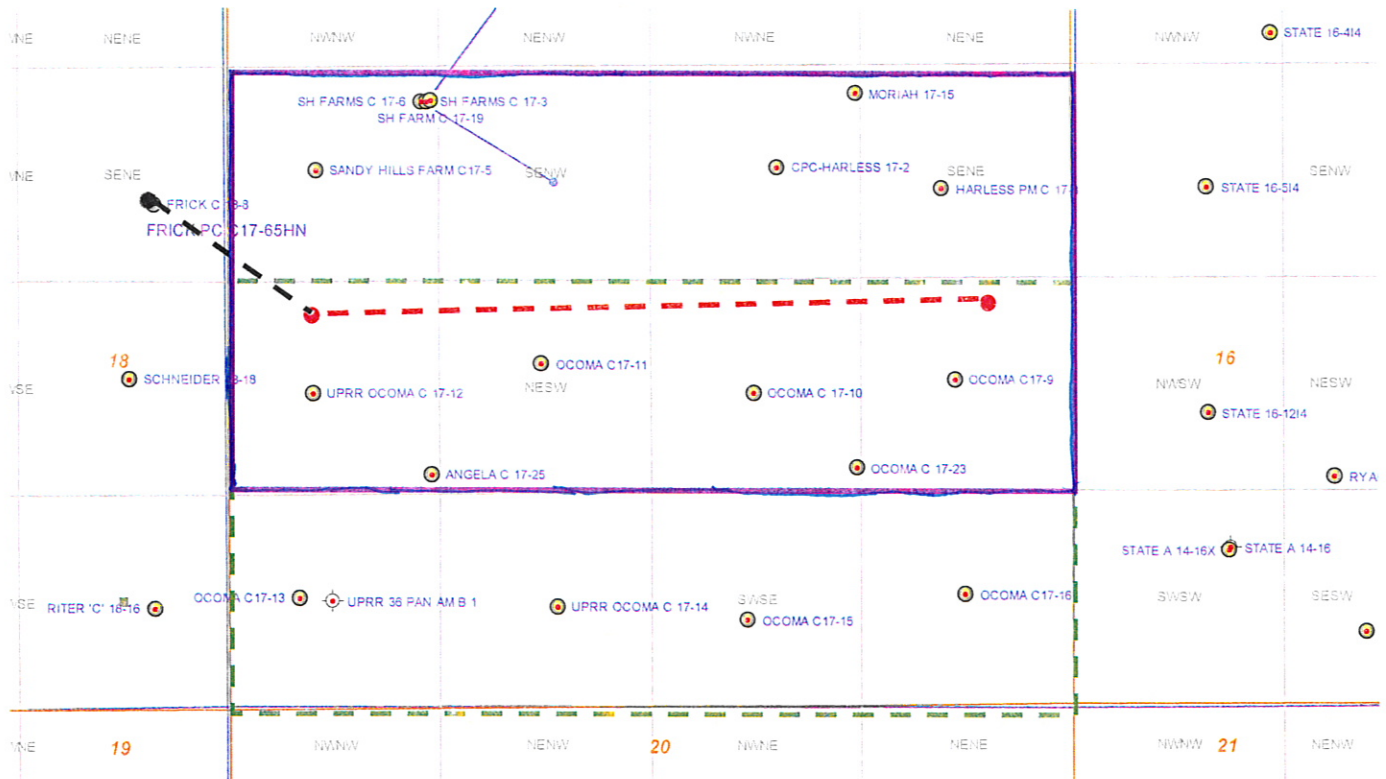 NENE
NWNW
NENW
NWNE
NENE
NWNW
STATE 16-4I4
SH FARMS C 17-6
SH FARMS C 17-3
MORIAH 17-15
SH FARM C 17-19
SENE
SANDY HILLS FARM C17-5
SENW
CPC-HARLESS 17-2
SENE
HARLESS PM C 17-
STATE 16-5I4
SENW
FRICK C 18-8
FRICK PC C17-65HN
18
SCHNEIDER 18-18
UPRR OCOMA C 17-12
OCOMA C17-11
NESW
OCOMA C 17-10
OCOMA C17-9
16
NWSW
NESW
STATE 16-12I4
ANGELA C 17-25
OCOMA C 17-23
RYA
STATE A 14-16X
STATE A 14-16
RITER 'C' 18-16
OCOMA C17-13
UPRR 36 PAN AM B 1
UPRR OCOMA C 17-14
SWSE
OCOMA C17-15
OCOMA C17-16
SWSW
SESW
19
NWNW
NENW
20
NWNE
NENE
NWNW
21
NENW